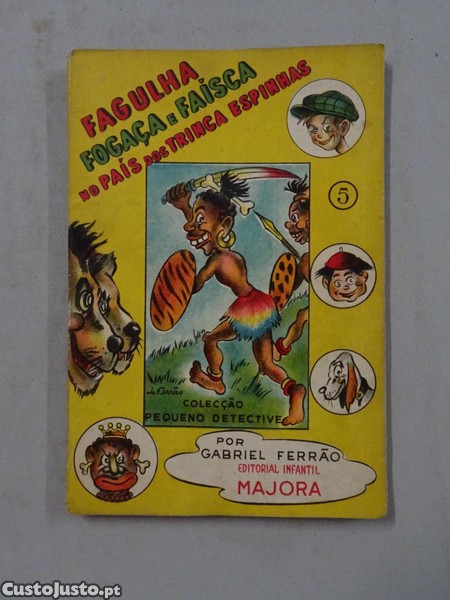 FAGULHA
FOGAÇA E FAÍSCA
NO PAÍS DOS TRINCA ESPINHAS
5
G. Ferrão
COLECÇÃO
PEQUENO DETECTIVE
POR
GABRIEL FERRÃO
EDITORIAL INFANTIL
MAJORA
CustoJusto.pt